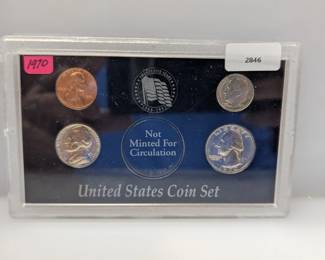 1970
2846
Not
Minted For
Circulation
United States Coin Set